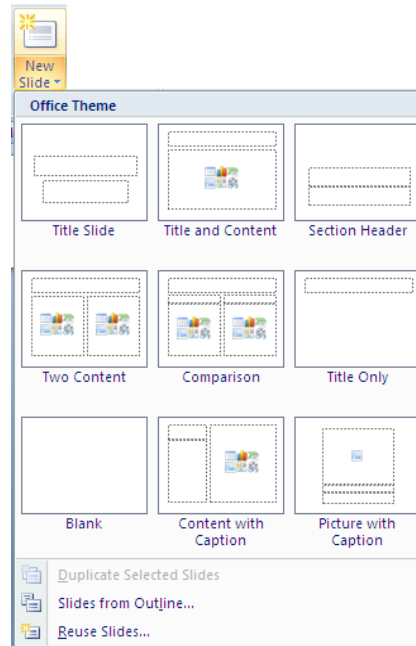 New
Slide
Office Theme
Title Slide
Title and Content
Section Header
Two Content
Comparison
Title Only
Blank
Content with
Caption
Picture with
Caption
Duplicate Selected Slides
Slides from Outline...
Reuse Slides...